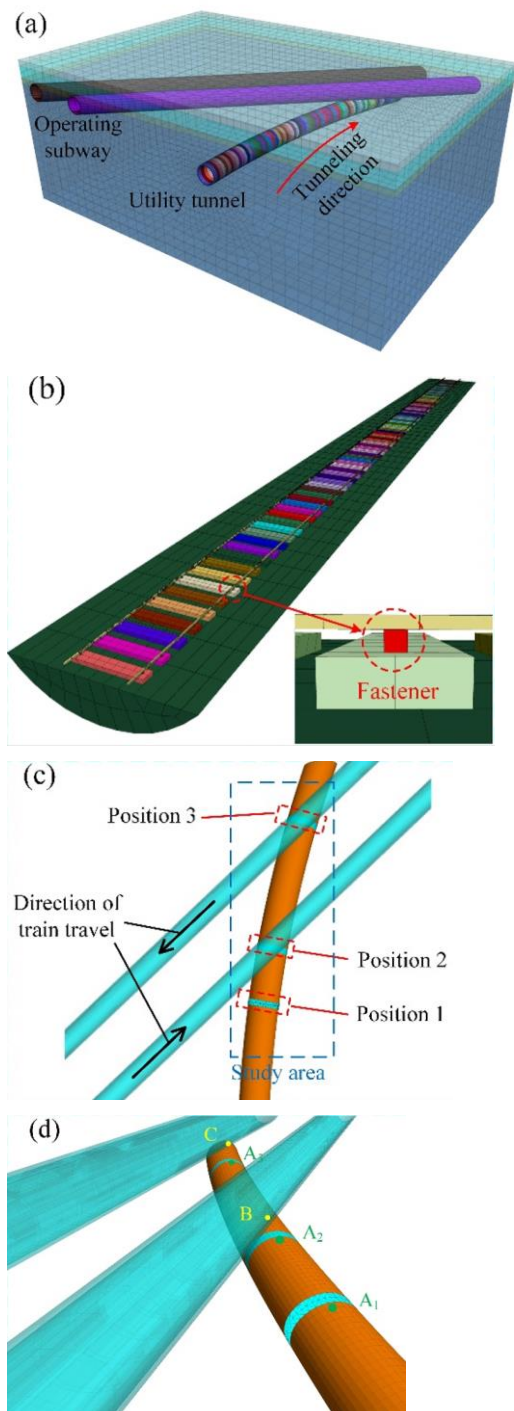 (a)
Operating
subway
Utility tunnel
Tunneling
direction
(b)
Fastener
(c)
Position 3
Direction of
train travel
Position 2
Position 1
Study area
(d)
C
A₃
B
A₂
A₁